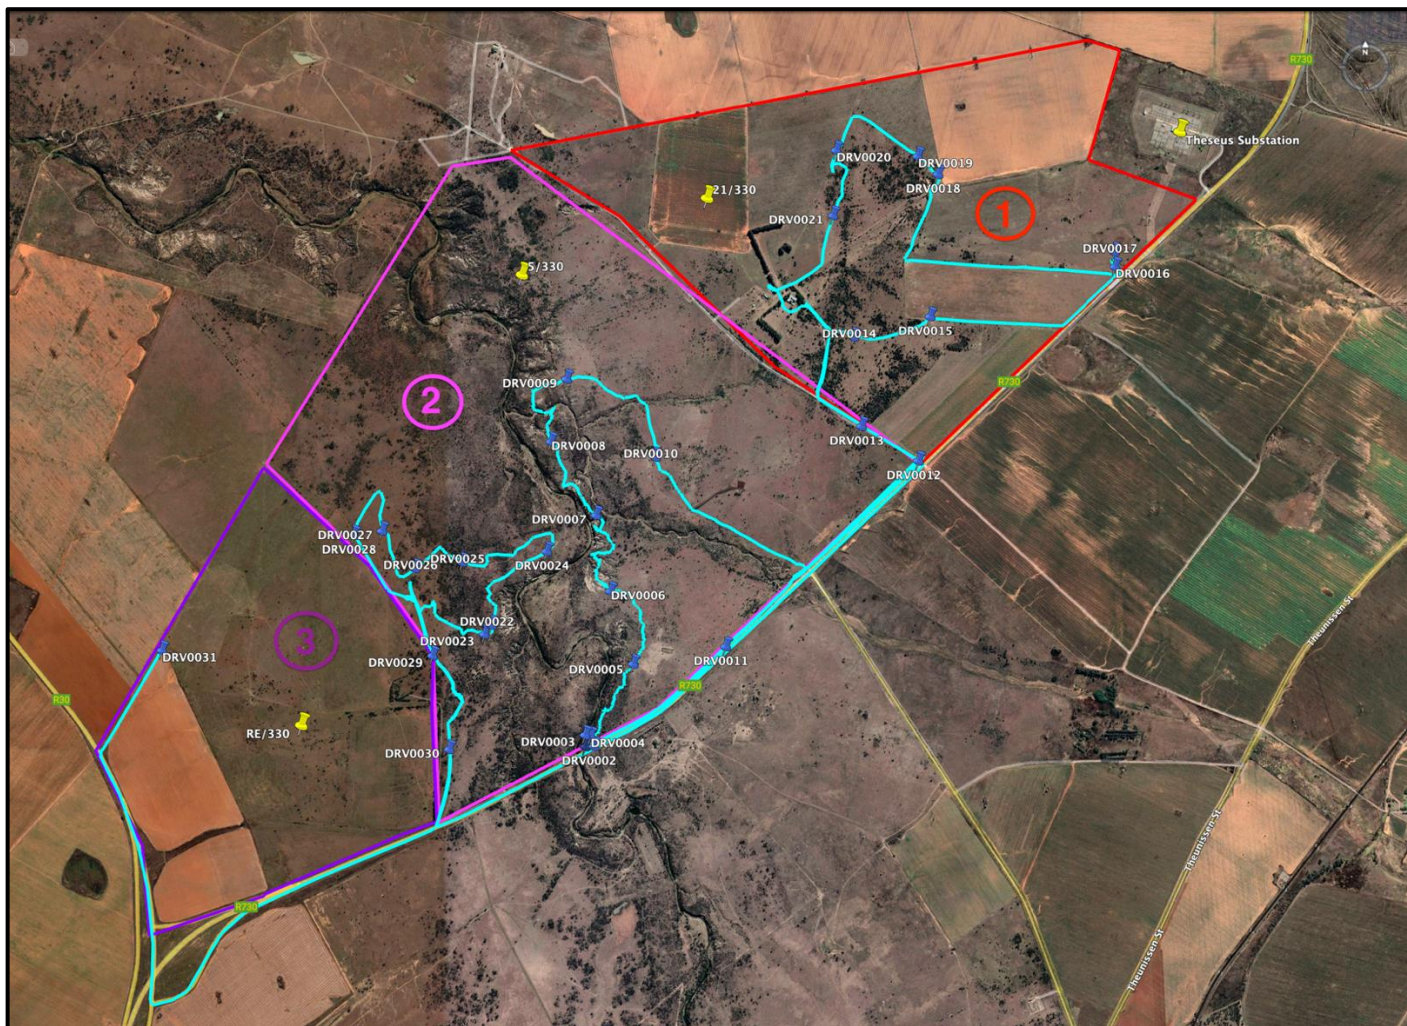 R730
N
Theseus Substation
DRV0020
DRV0019
21/330
DRV0018
1
DRV0021
DRV0017
5/330
DRV0016
DRV0014
DRV0015
R730
DRV0009
2
DRV0013
DRV0008
DRV0010
DRV0012
DRV0007
DRV0027
DRV0028
DRV0025
DRV0026
DRV0024
DRV0006
Theunissen St
DRV0022
3
DRV0023
DRV0031
DRV0029
DRV0011
DRV0005
R730
R30
RE/330
DRV0003
DRV0004
DRV0030
DRV0002
Theunissen St
R730
Theunissen St